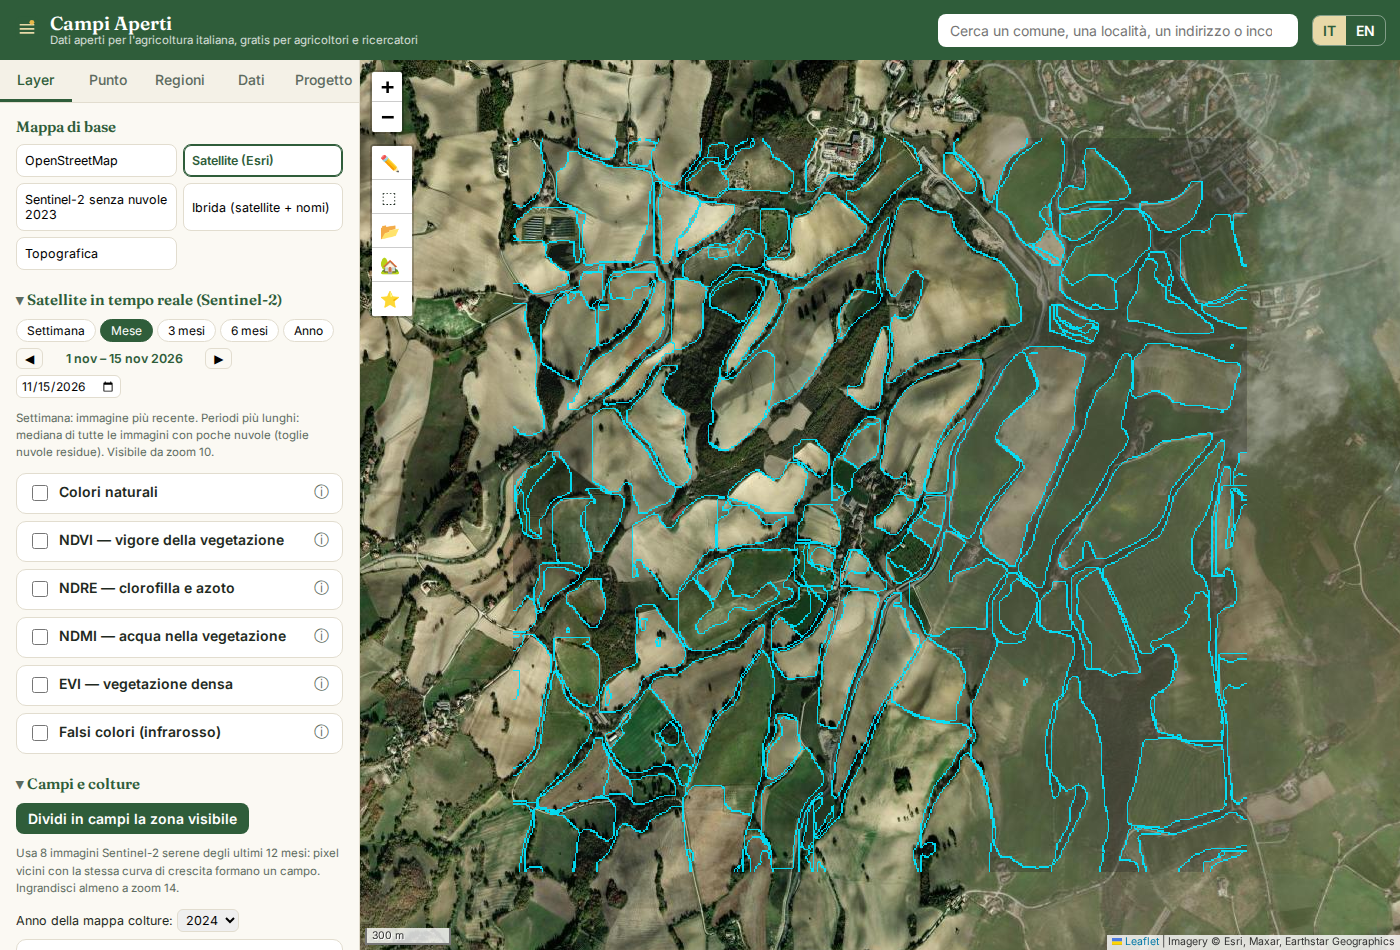 Campi Aperti
Dati aperti per l'agricoltura italiana, gratis per agricoltori e ricercatori
Cerca un comune, una località, un indirizzo o inco
IT EN
Layer Punto Regioni Dati Progetto
Mappa di base
OpenStreetMap
Satellite (Esri)
Sentinel-2 senza nuvole
2023
Ibrida (satellite + nomi)
Topografica
▾ Satellite in tempo reale (Sentinel-2)
Settimana Mese 3 mesi 6 mesi Anno
◀ 1 nov – 15 nov 2026 ▶
11/15/2026
Settimana: immagine più recente. Periodi più lunghi:
mediana di tutte le immagini con poche nuvole (toglie
nuvole residue). Visibile da zoom 10.
Colori naturali ⓘ
NDVI — vigore della vegetazione ⓘ
NDRE — clorofilla e azoto ⓘ
NDMI — acqua nella vegetazione ⓘ
EVI — vegetazione densa ⓘ
Falsi colori (infrarosso) ⓘ
▾ Campi e colture
Dividi in campi la zona visibile
Usa 8 immagini Sentinel-2 serene degli ultimi 12 mesi: pixel
vicini con la stessa curva di crescita formano un campo.
Ingrandisci almeno a zoom 14.
Anno della mappa colture: 2024
+
−
300 m
Leaflet | Imagery © Esri, Maxar, Earthstar Geographics